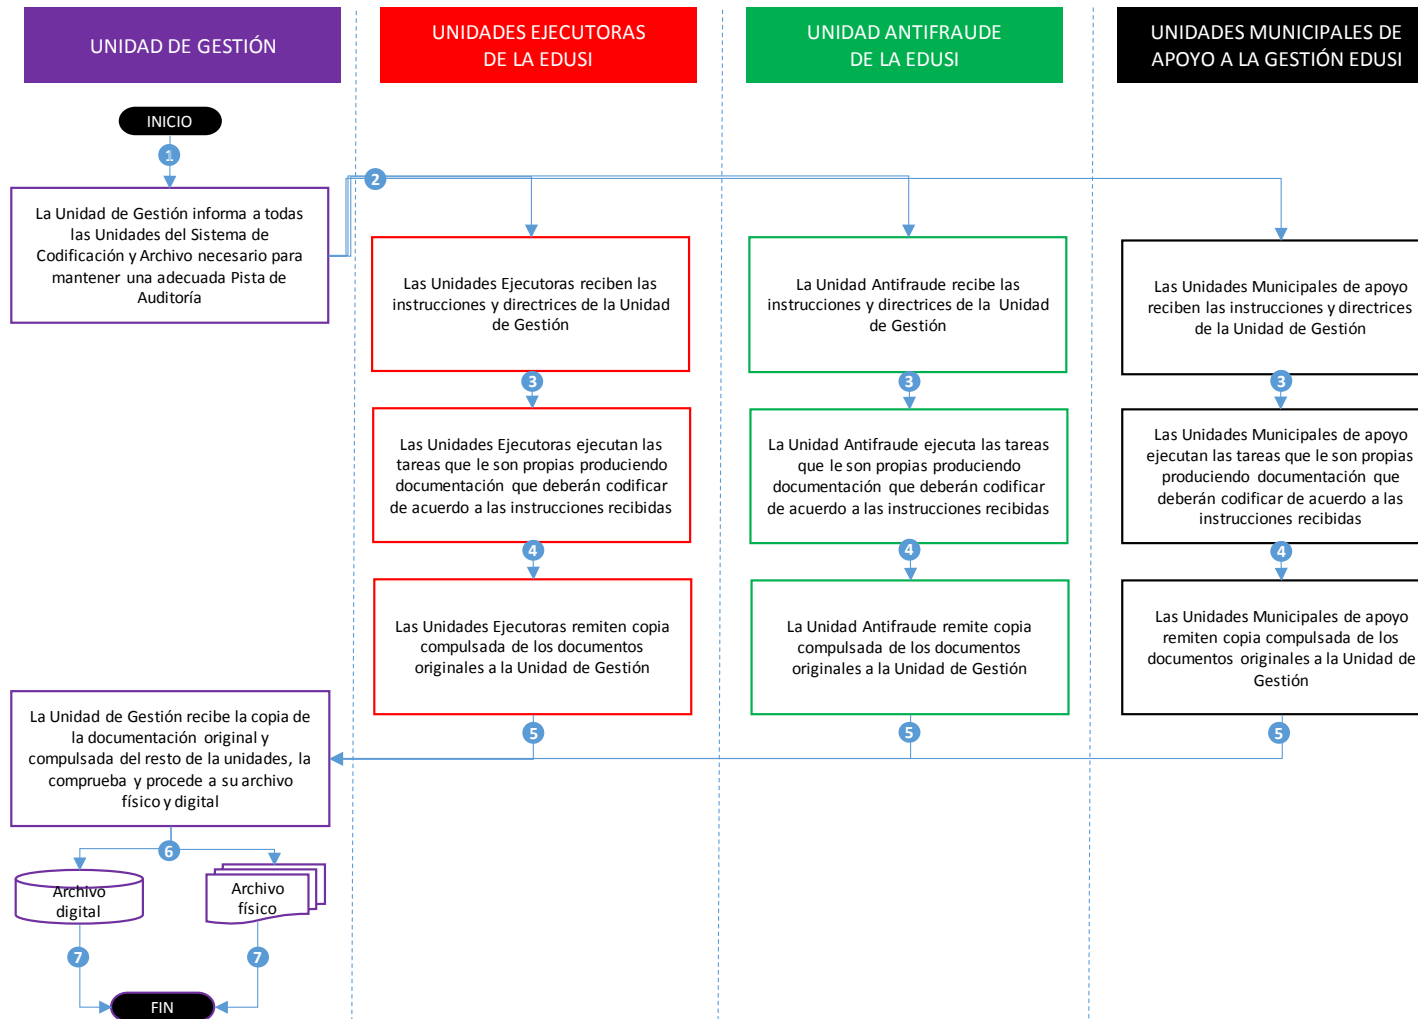 UNIDAD DE GESTIÓN
UNIDADES EJECUTORAS
DE LA EDUSI
UNIDAD ANTIFRAUDE
DE LA EDUSI
UNIDADES MUNICIPALES DE
APOYO A LA GESTIÓN EDUSI
INICIO
1
2
La Unidad de Gestión informa a todas
las Unidades del Sistema de
Codificación y Archivo necesario para
mantener una adecuada Pista de
Auditoría
Las Unidades Ejecutoras reciben las
instrucciones y directrices de la Unidad
de Gestión
La Unidad Antifraude recibe las
instrucciones y directrices de la Unidad
de Gestión
Las Unidades Municipales de apoyo
reciben las instrucciones y directrices
de la Unidad de Gestión
3
3
3
Las Unidades Ejecutoras ejecutan las
tareas que le son propias produciendo
documentación que deberán codificar
de acuerdo a las instrucciones recibidas
La Unidad Antifraude ejecuta las tareas
que le son propias produciendo
documentación que deberán codificar
de acuerdo a las instrucciones recibidas
Las Unidades Municipales de apoyo
ejecutan las tareas que le son propias
produciendo documentación que
deberán codificar de acuerdo a las
instrucciones recibidas
4
4
4
Las Unidades Ejecutoras remiten copia
compulsada de los documentos
originales a la Unidad de Gestión
La Unidad Antifraude remite copia
compulsada de los documentos
originales a la Unidad de Gestión
Las Unidades Municipales de apoyo
remiten copia compulsada de los
documentos originales a la Unidad de
Gestión
5
5
5
La Unidad de Gestión recibe la copia de
la documentación original y
compulsada del resto de la unidades, la
comprueba y procede a su archivo
físico y digital
6
Archivo
digital
Archivo
físico
7
7
FIN